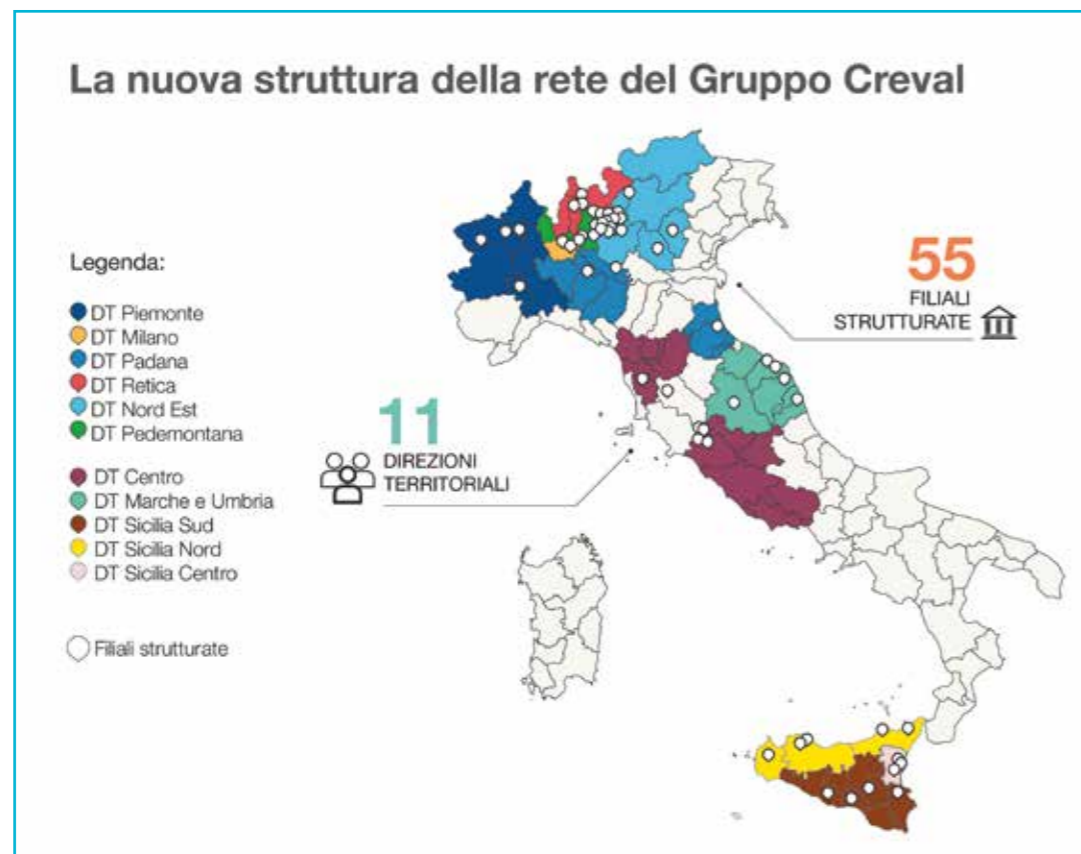 La nuova struttura della rete del Gruppo Creval
Legenda:
DT Piemonte
DT Milano
DT Padana
DT Retica
DT Nord Est
DT Pedemontana
DT Centro
DT Marche e Umbria
DT Sicilia Sud
DT Sicilia Nord
DT Sicilia Centro
Filiali strutturate
55
FILIALI
STRUTTURATE
11
DIREZIONI
TERRITORIALI